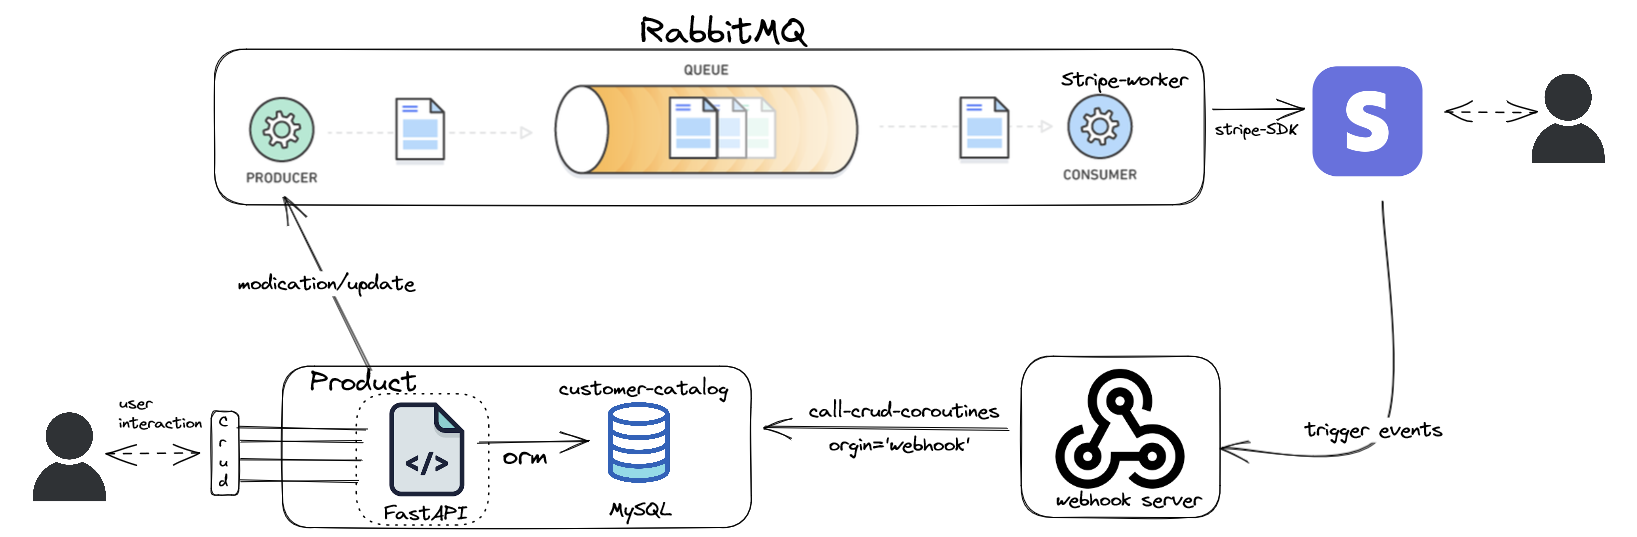 RabbitMQ
QUEUE
Stripe-worker
PRODUCER
CONSUMER
stripe-SDK
S
modication/update
Product
customer-catalog
user
interaction
c
r
u
d
</>
orm
FastAPI
MySQL
call-crud-coroutines
orgin='webhook'
webhook server
trigger events